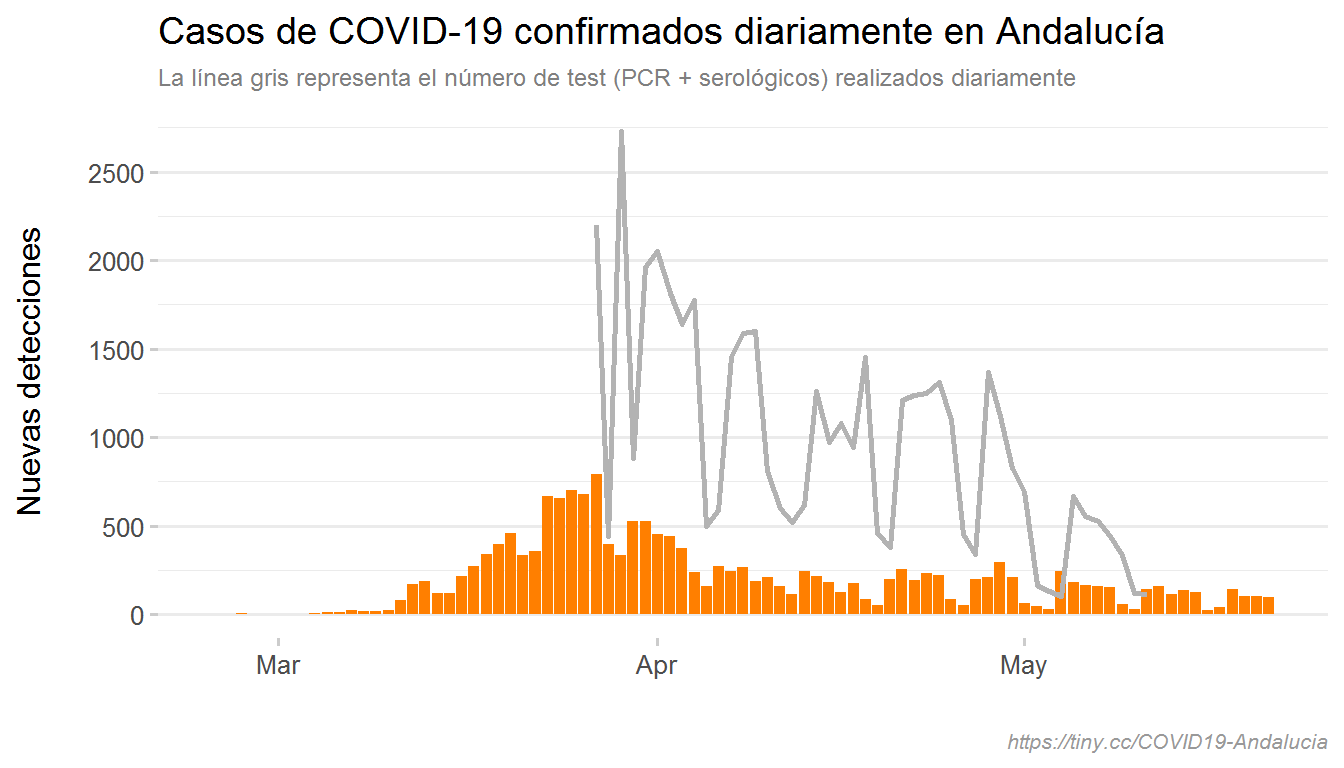 Casos de COVID-19 confirmados diariamente en Andalucía
La línea gris representa el número de test (PCR + serológicos) realizados diariamente
Nuevas detecciones
2500
2000
1500
1000
500
0
Mar Apr May
https://tiny.cc/COVID19-Andalucia